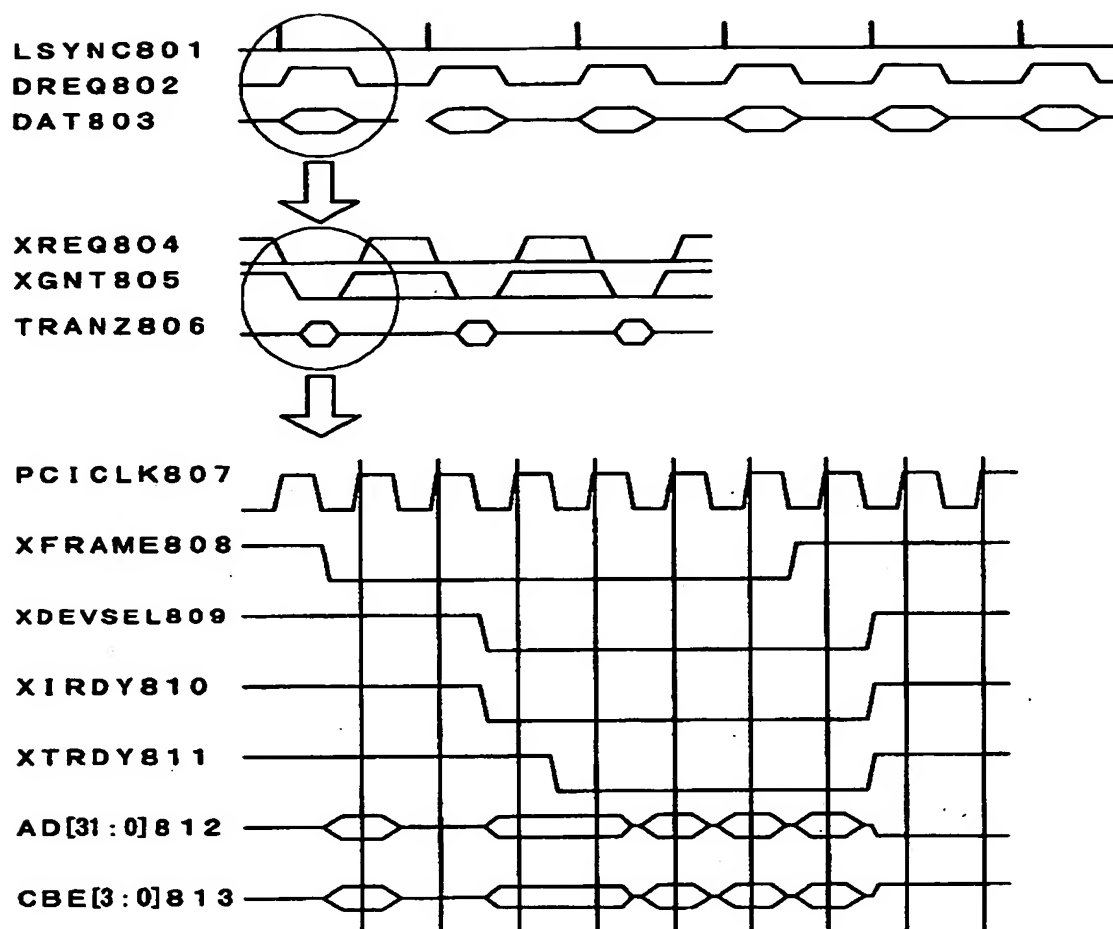 LSYNC801
DREQ802
DAT803
XREQ804
XGNT805
TRANZ806
PCICLK807
XFRAME808
XDEVSEL809
XIRDY810
XTRDY811
AD[31:0]812
CBE[3:0]813